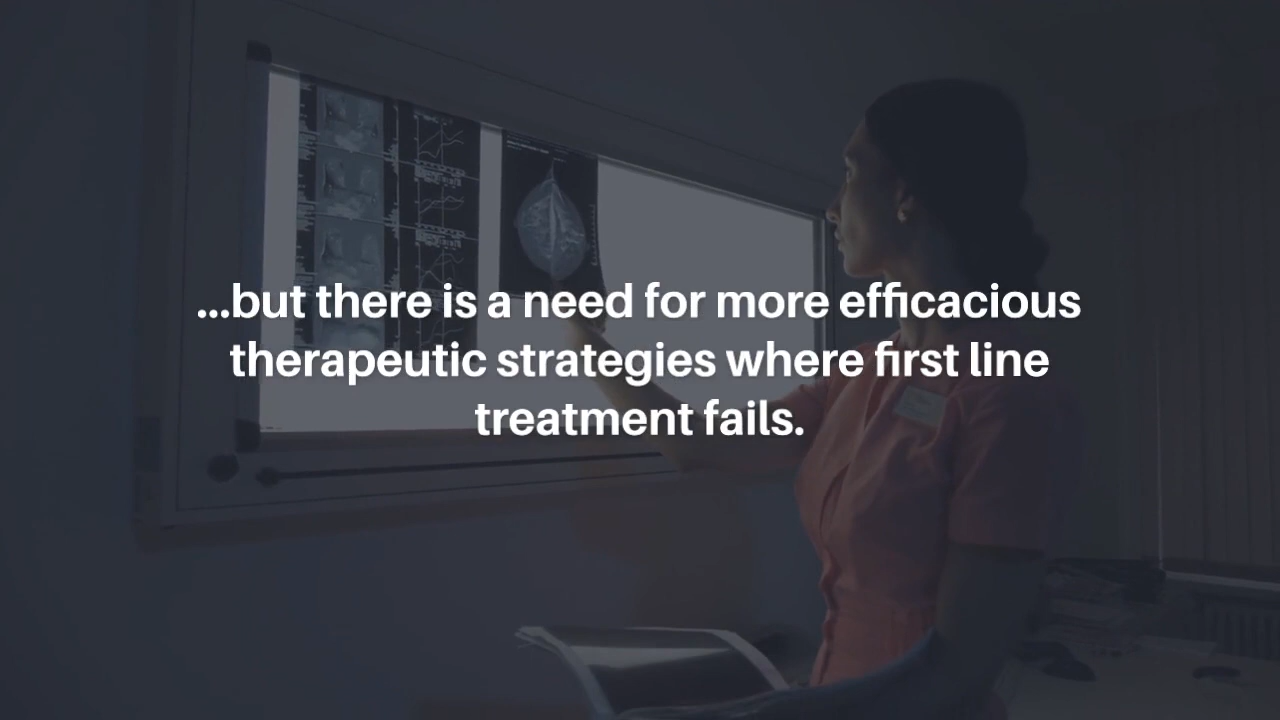 ...but there is a need for more efficacious
therapeutic strategies where first line
treatment fails.